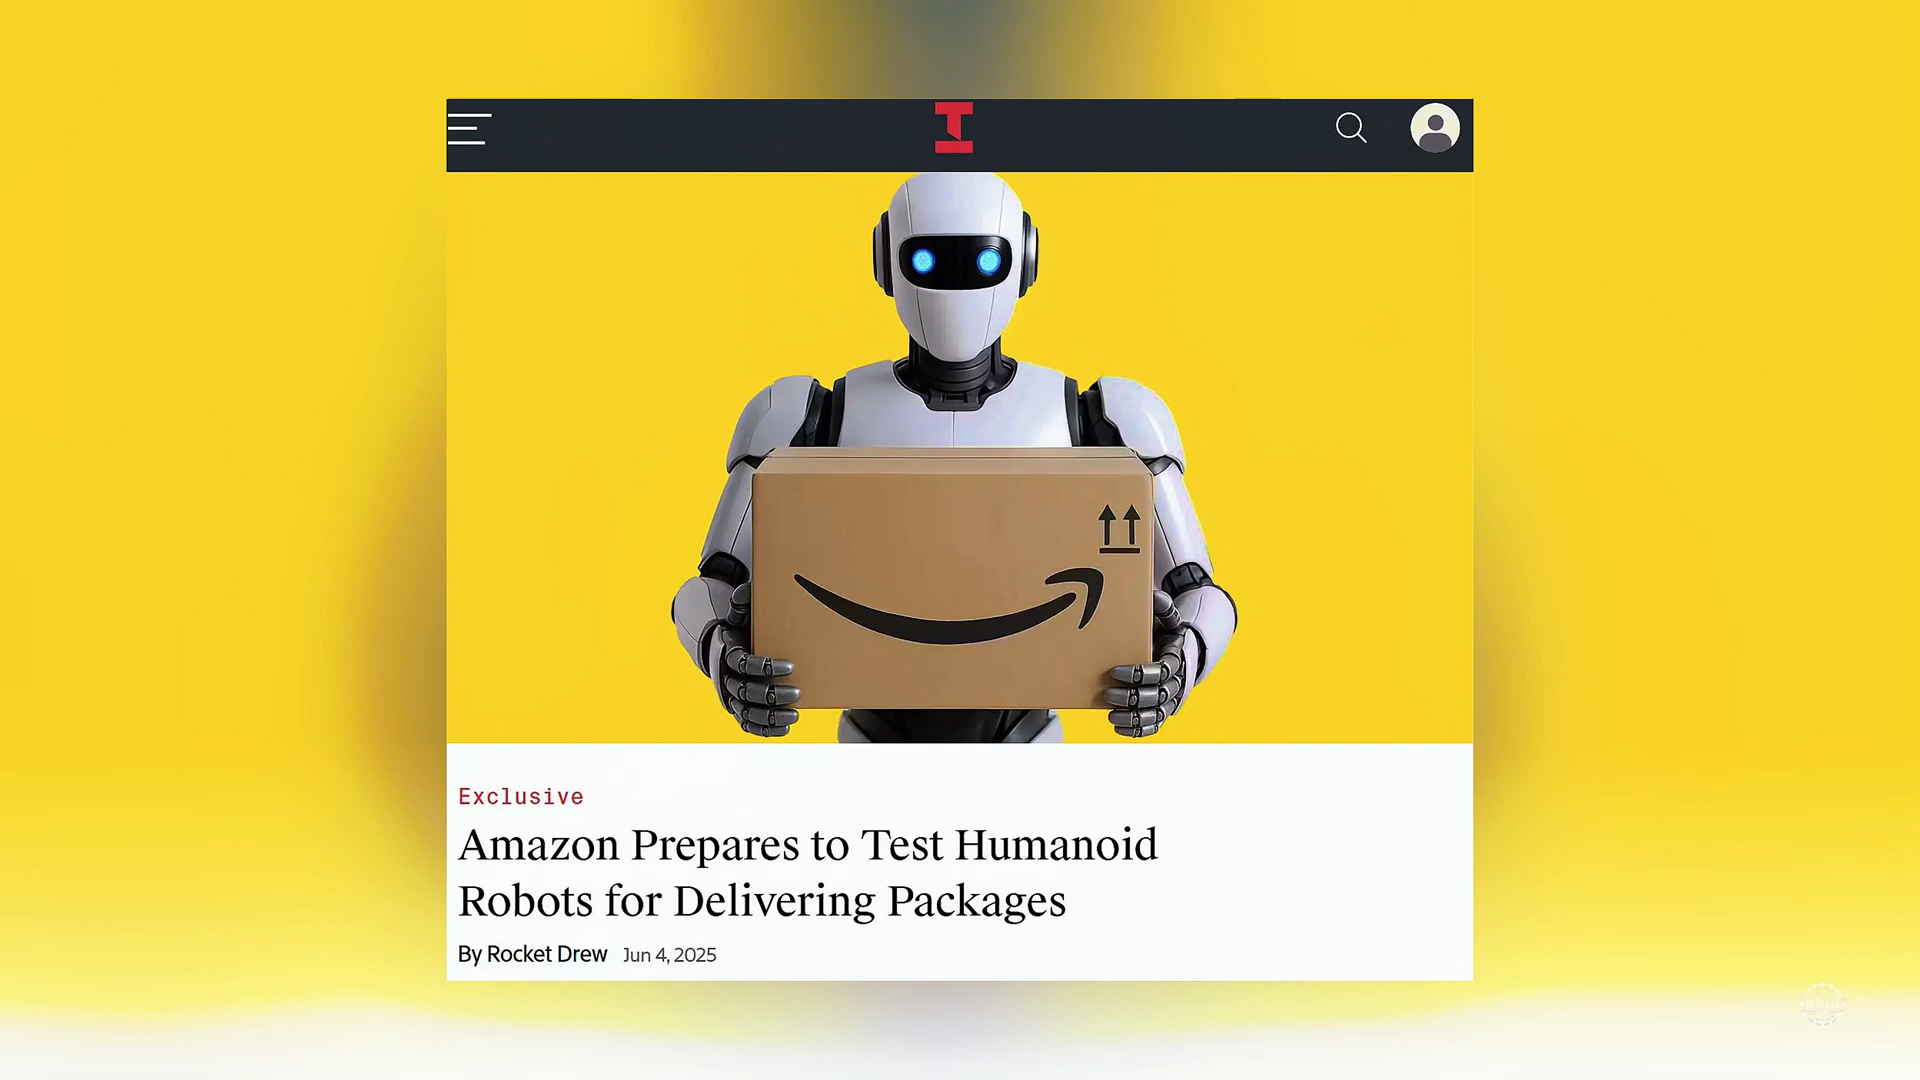 Exclusive
Amazon Prepares to Test Humanoid
Robots for Delivering Packages
By Rocket Drew Jun 4, 2025